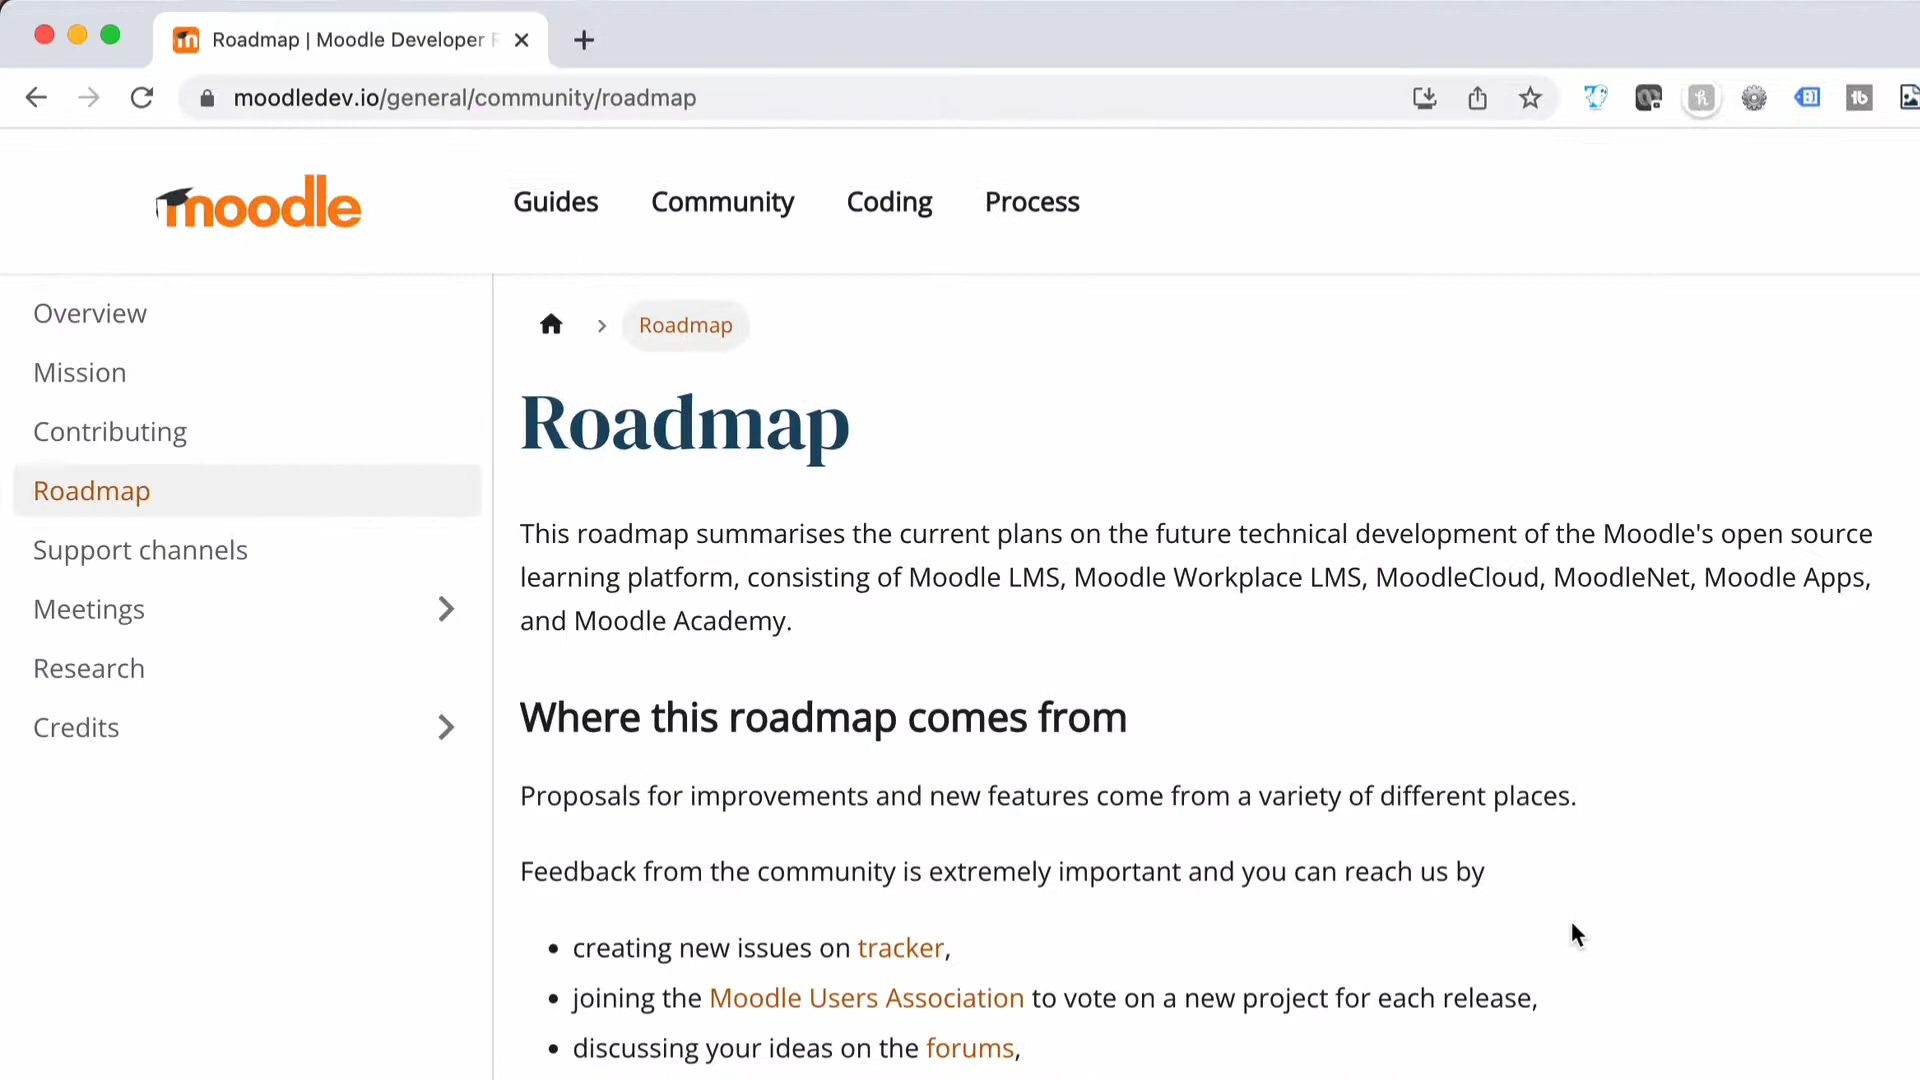 Roadmap | Moodle Developer
moodledev.io/general/community/roadmap
moodle
Guides
Community
Coding
Process
Overview
Mission
Contributing
Roadmap
Support channels
Meetings
Research
Credits
Roadmap
Roadmap
This roadmap summarises the current plans on the future technical development of the Moodle's open source
learning platform, consisting of Moodle LMS, Moodle Workplace LMS, MoodleCloud, MoodleNet, Moodle Apps,
and Moodle Academy.
Where this roadmap comes from
Proposals for improvements and new features come from a variety of different places.
Feedback from the community is extremely important and you can reach us by
• creating new issues on tracker,
• joining the Moodle Users Association to vote on a new project for each release,
• discussing your ideas on the forums,